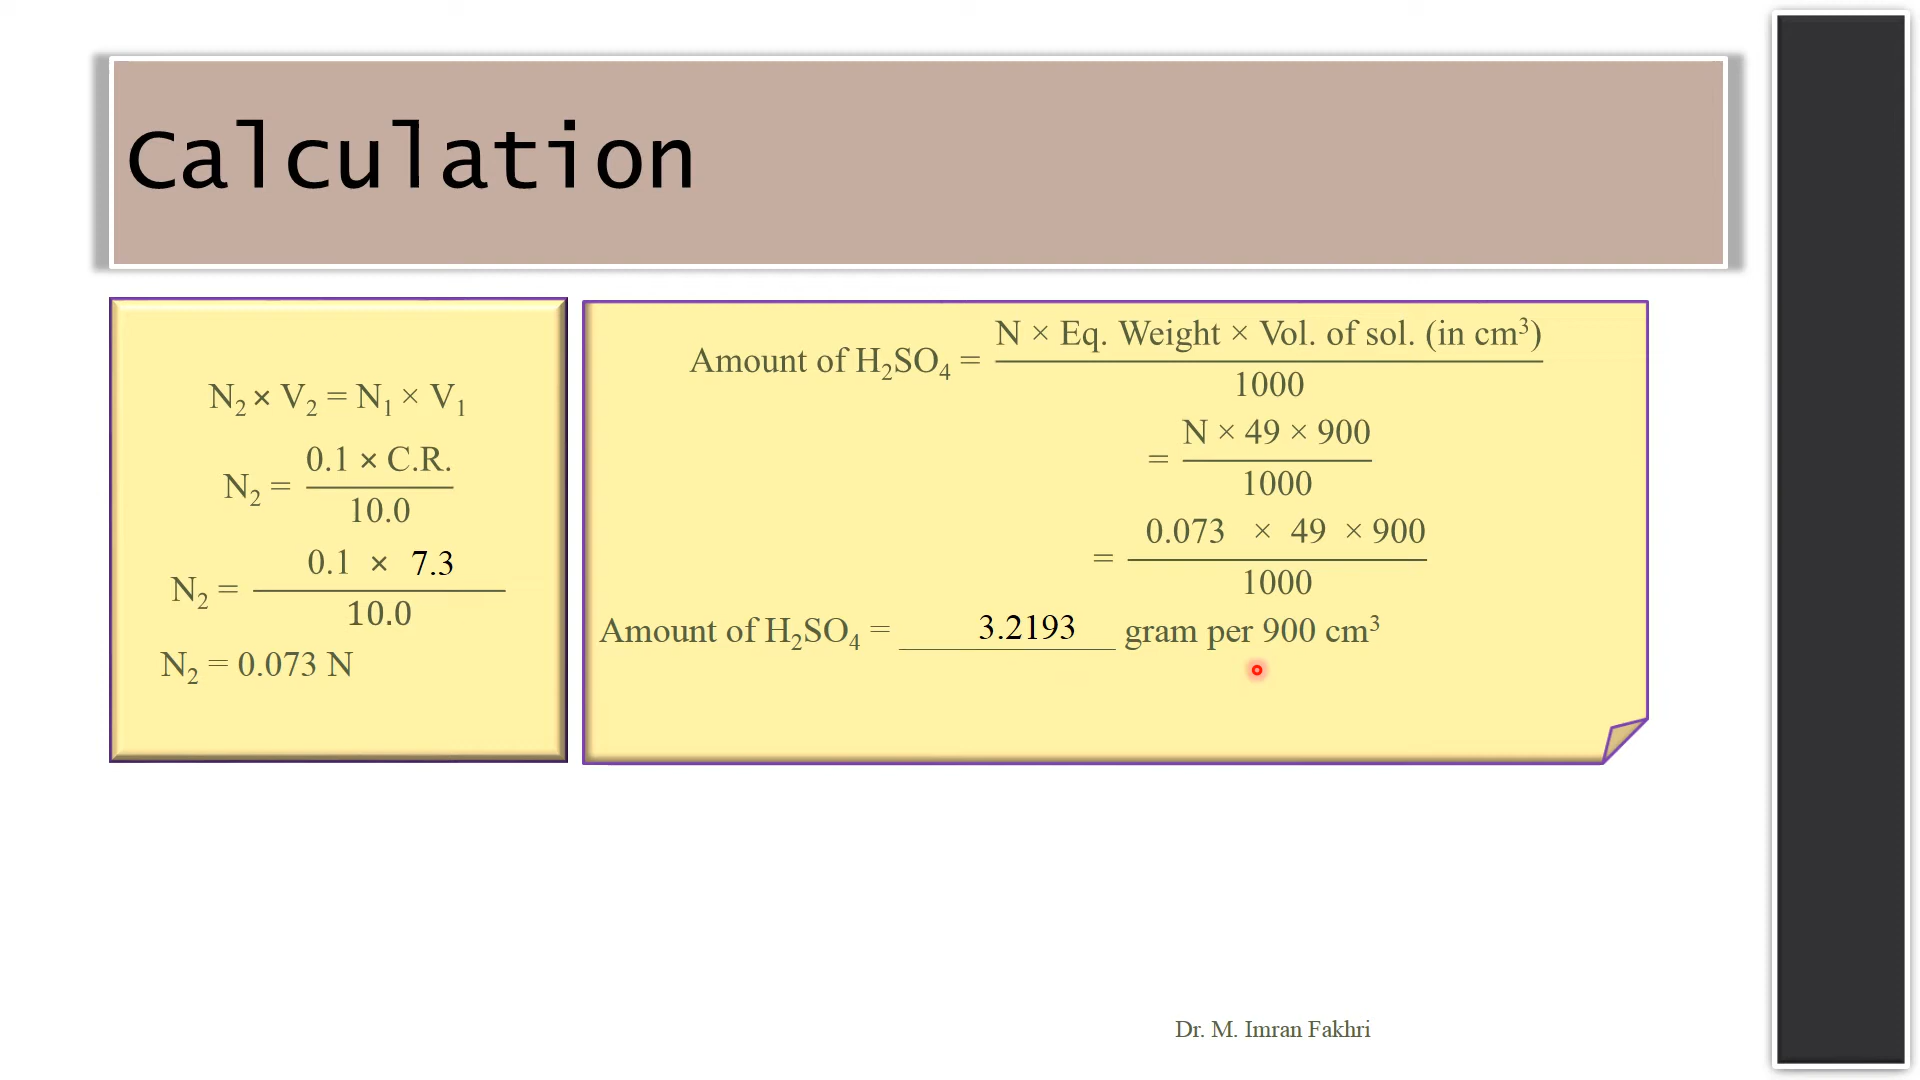 Calculation
N₂ × V₂ = N₁ × V₁
N₂ = 0.1 × C.R. / 10.0
N₂ = 0.1 × 7.3 / 10.0
N₂ = 0.073 N
Amount of H₂SO₄ = N × Eq. Weight × Vol. of sol. (in cm³) / 1000
= N × 49 × 900 / 1000
= 0.073 × 49 × 900 / 1000
Amount of H₂SO₄ = 3.2193 gram per 900 cm³
Dr. M. Imran Fakhri